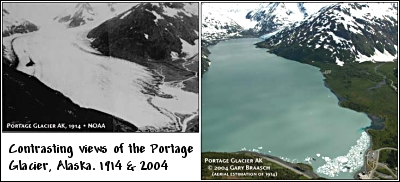 PORTAGE GLACIER AK, 1914 • NOAA
Contrasting views of the Portage
Glacier, Alaska. 1914 & 2004
PORTAGE GLACIER AK
© 2004 GARY BRAASCH
(AERIAL ESTIMATION OF 1914)